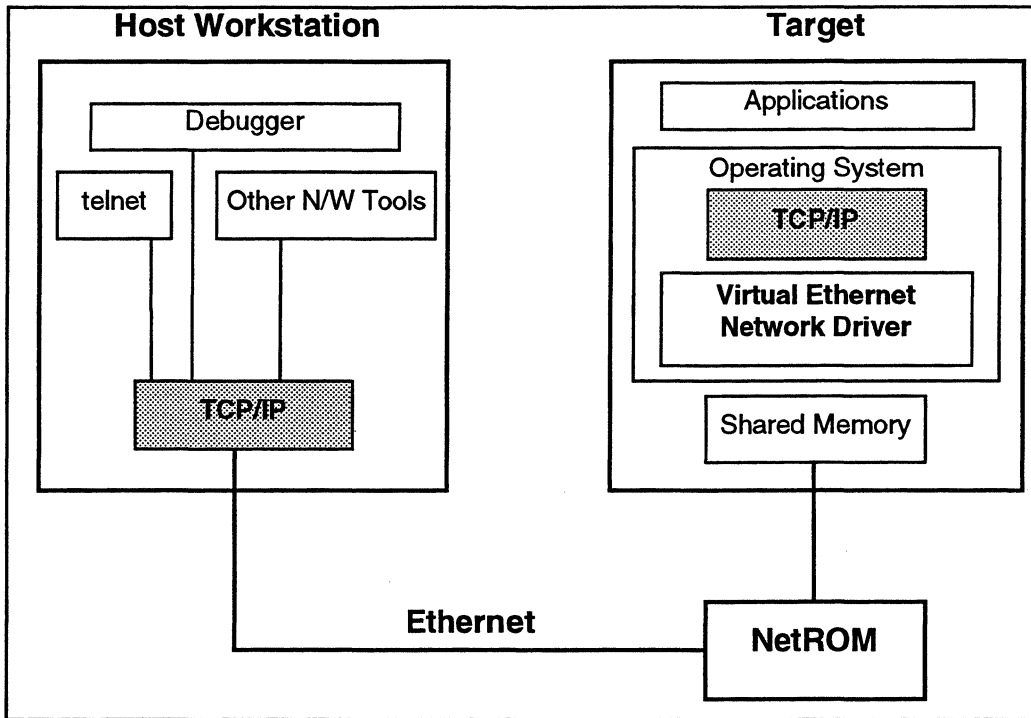 Host Workstation
Target
Debugger
telnet
Other N/W Tools
TCP/IP
Applications
Operating System
TCP/IP
Virtual Ethernet
Network Driver
Shared Memory
Ethernet
NetROM